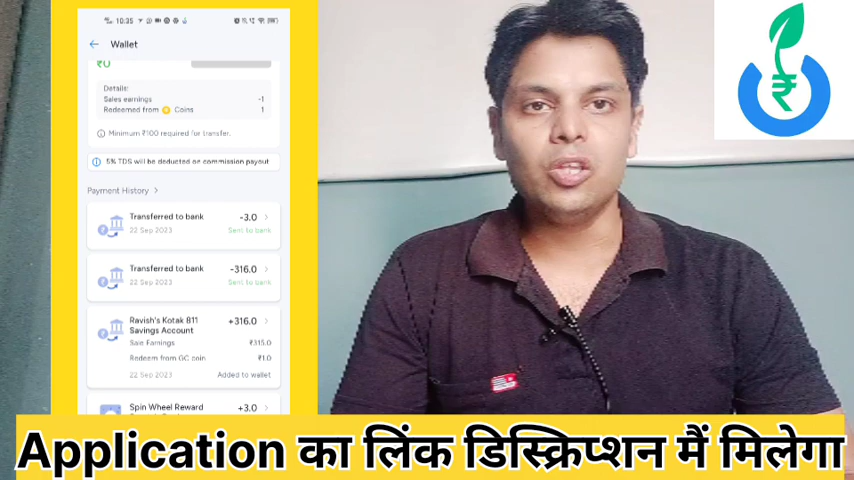 10:35
Wallet
₹0
Details:
Sales earnings -1
Redeemed from Coins 1
Minimum ₹100 required for transfer.
5% TDS will be deducted on commission payout
Payment History >
Transferred to bank -3.0 >
22 Sep 2023 Sent to bank
Transferred to bank -316.0 >
22 Sep 2023 Sent to bank
Ravish's Kotak 811 +316.0 >
Savings Account
Sale Earnings ₹315.0
Redeem from GC coin ₹1.0
22 Sep 2023 Added to wallet
Spin Wheel Reward +3.0 >
₹
Application का लिंक डिस्क्रिप्शन मैं मिलेगा